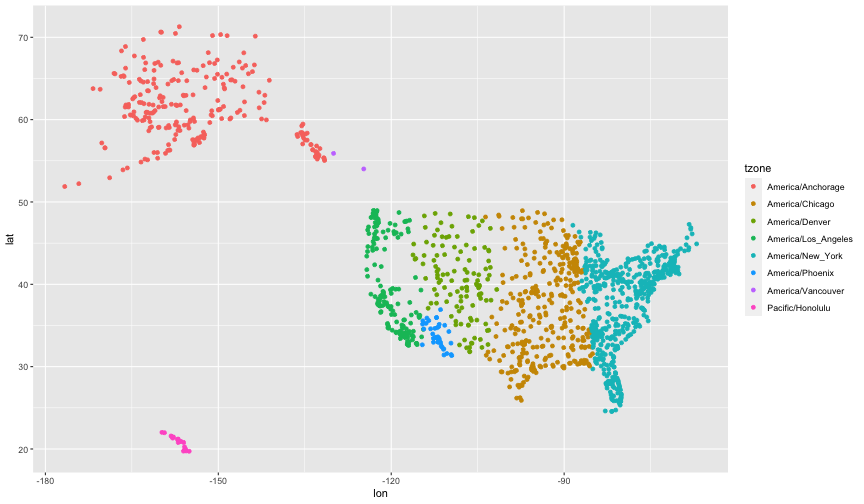 70
60
50
40
30
20
lat
-180
-150
-120
-90
lon
tzone
America/Anchorage
America/Chicago
America/Denver
America/Los_Angeles
America/New_York
America/Phoenix
America/Vancouver
Pacific/Honolulu